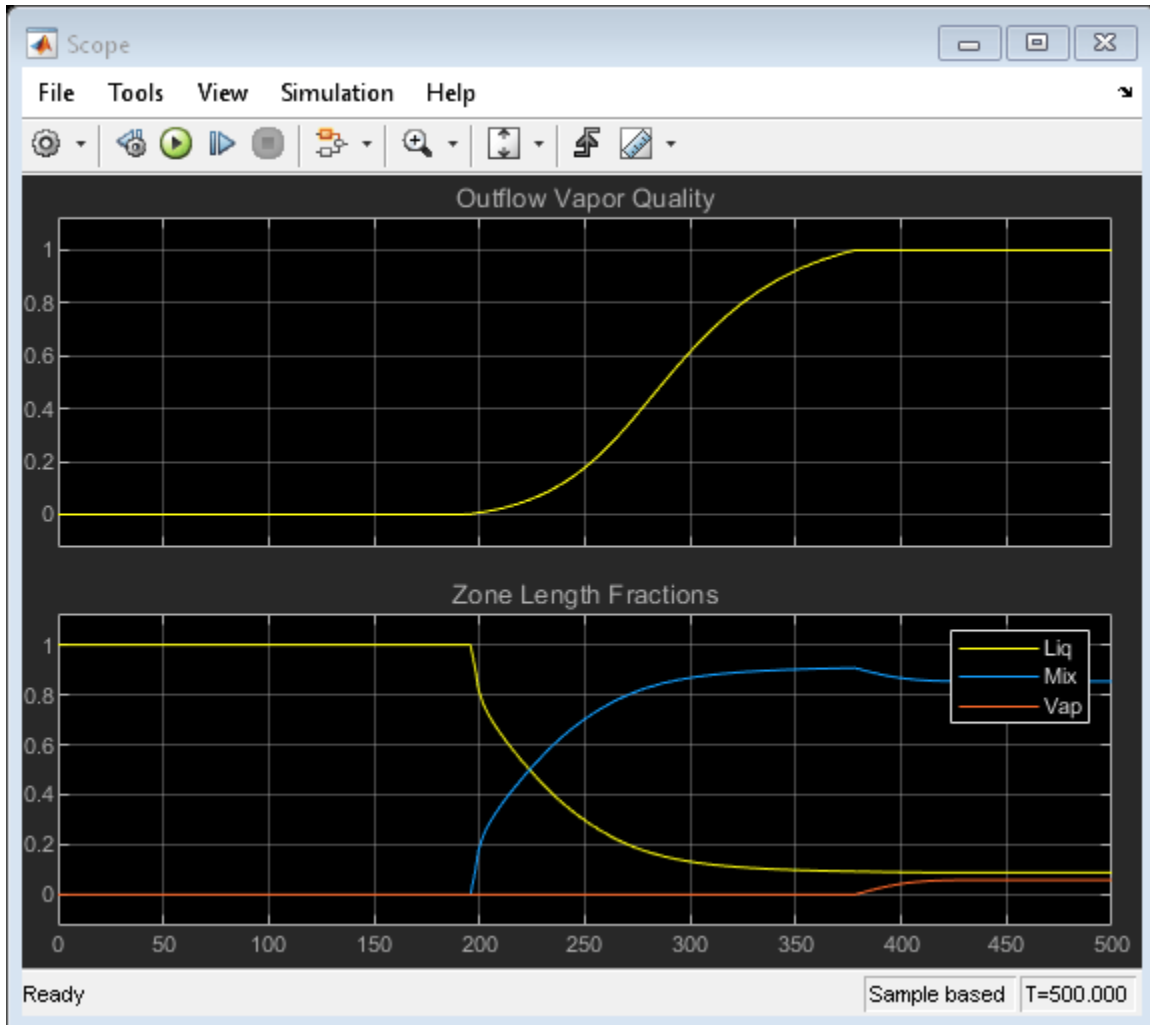 Scope
File Tools View Simulation Help
Outflow Vapor Quality
1
0.8
0.6
0.4
0.2
0
Zone Length Fractions
1
0.8
0.6
0.4
0.2
0
Liq
Mix
Vap
0 50 100 150 200 250 300 350 400 450 500
Ready Sample based T=500.000